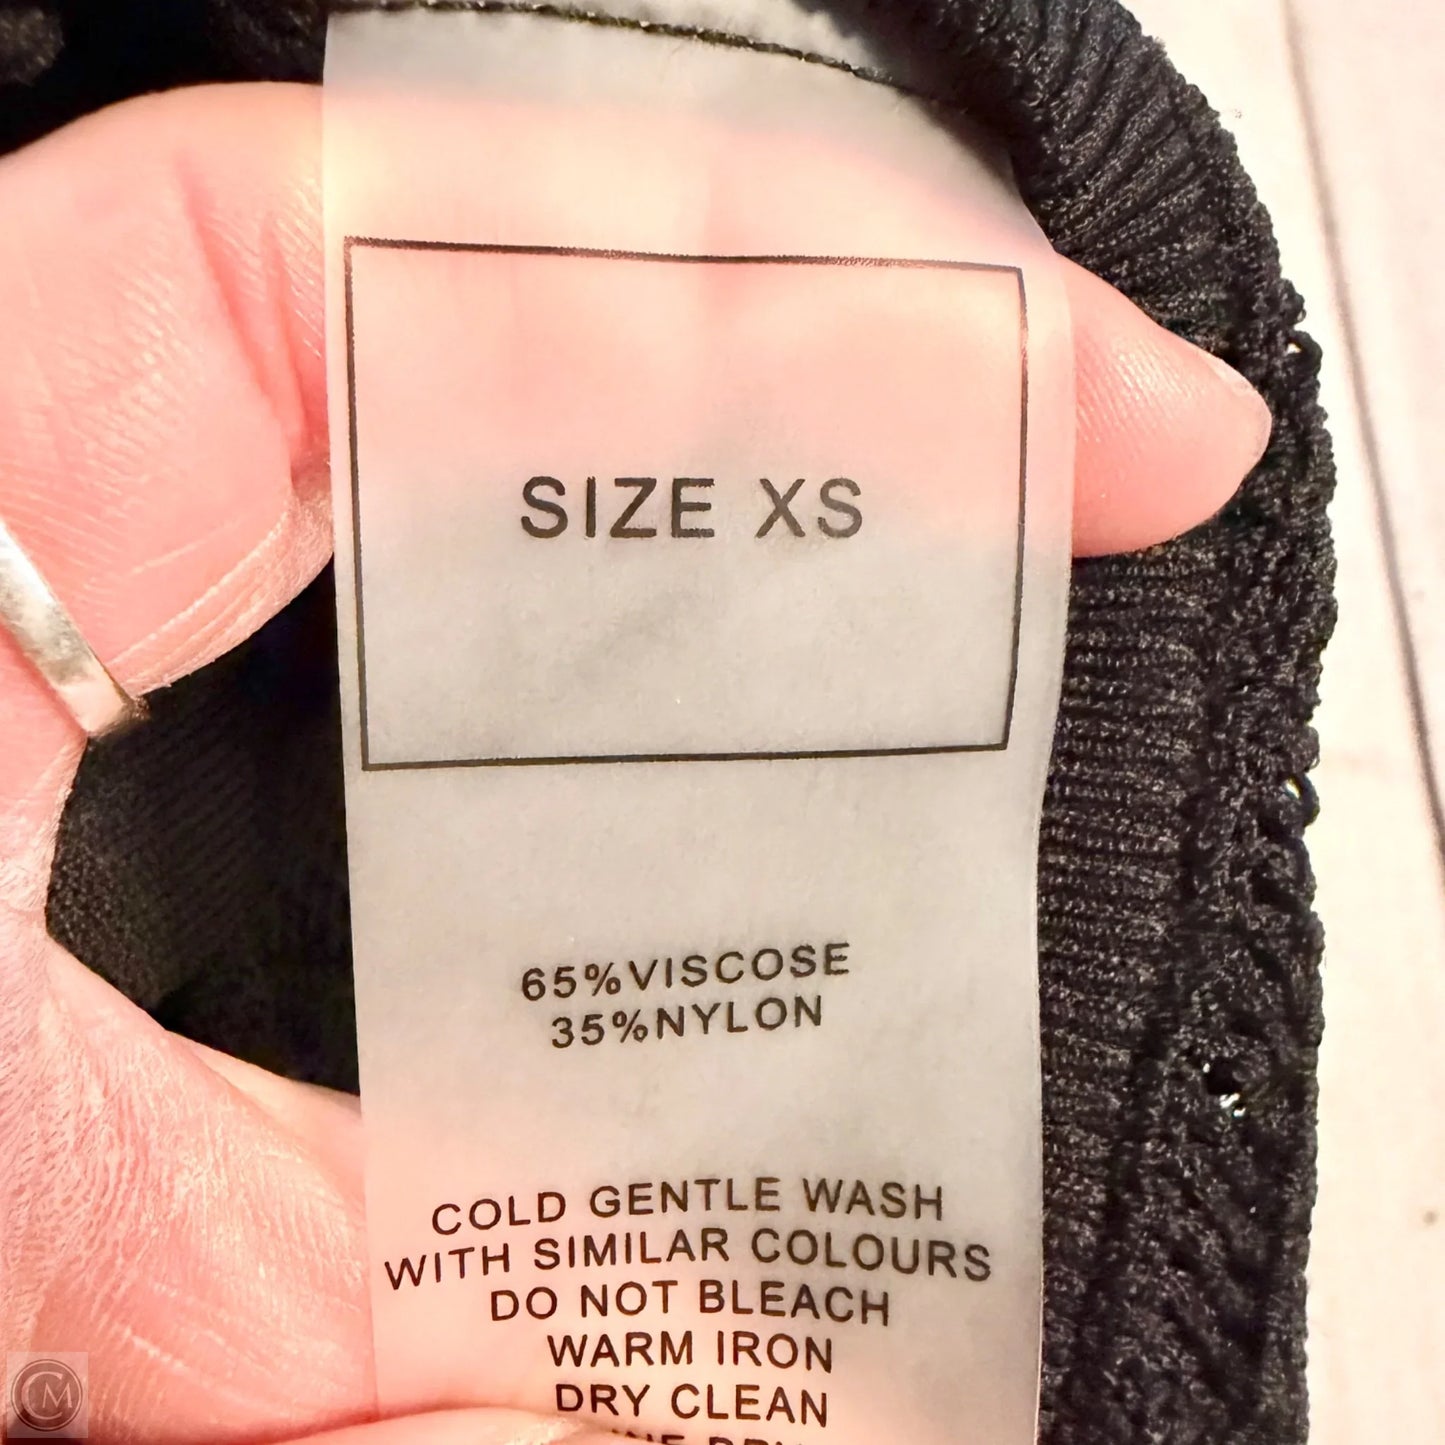 SIZE XS
65%VISCOSE
35%NYLON
COLD GENTLE WASH
WITH SIMILAR COLOURS
DO NOT BLEACH
WARM IRON
DRY CLEAN